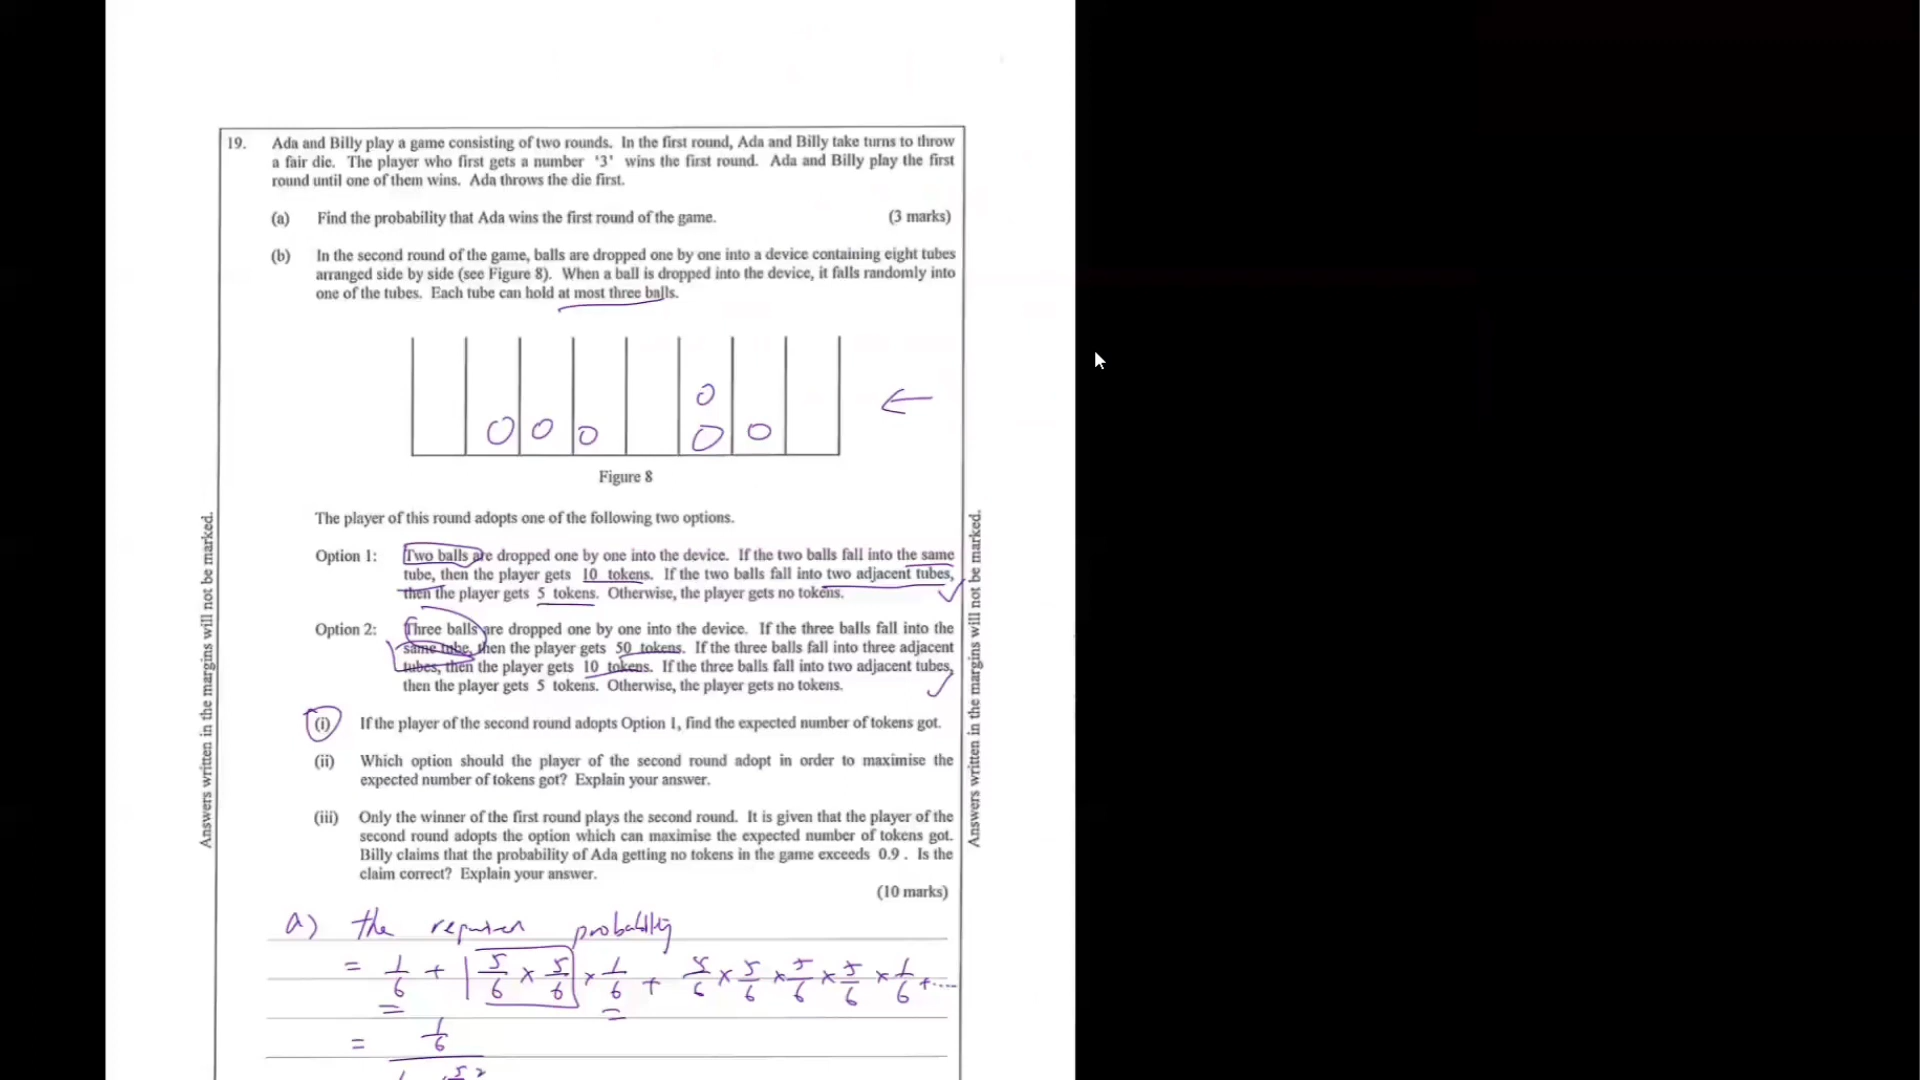 19. Ada and Billy play a game consisting of two rounds. In the first round, Ada and Billy take turns to throw
a fair die. The player who first gets a number '3' wins the first round. Ada and Billy play the first
round until one of them wins. Ada throws the die first.
(a) Find the probability that Ada wins the first round of the game. (3 marks)
(b) In the second round of the game, balls are dropped one by one into a device containing eight tubes
arranged side by side (see Figure 8). When a ball is dropped into the device, it falls randomly into
one of the tubes. Each tube can hold at most three balls.
Figure 8
The player of this round adopts one of the following two options.
Option 1: Two balls are dropped one by one into the device. If the two balls fall into the same
tube, then the player gets 10 tokens. If the two balls fall into two adjacent tubes,
then the player gets 5 tokens. Otherwise, the player gets no tokens.
Option 2: Three balls are dropped one by one into the device. If the three balls fall into the
same tube, then the player gets 50 tokens. If the three balls fall into three adjacent
tubes, then the player gets 10 tokens. If the three balls fall into two adjacent tubes,
then the player gets 5 tokens. Otherwise, the player gets no tokens.
(i) If the player of the second round adopts Option 1, find the expected number of tokens got.
(ii) Which option should the player of the second round adopt in order to maximise the
expected number of tokens got? Explain your answer.
(iii) Only the winner of the first round plays the second round. It is given that the player of the
second round adopts the option which can maximise the expected number of tokens got.
Billy claims that the probability of Ada getting no tokens in the game exceeds 0.9 . Is the
claim correct? Explain your answer.
(10 marks)
Answers written in the margins will not be marked.
Answers written in the margins will not be marked.
a) the probability
= 1/6 + 5/6 × 5/6 × 1/6 + 5/6 × 5/6 × 5/6 × 5/6 × 1/6 + ....
= 1/6